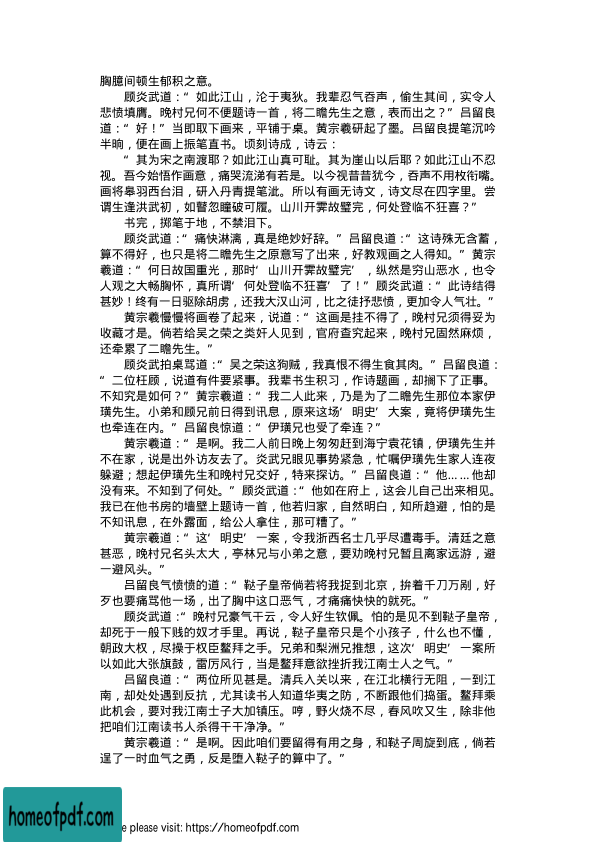 胸臆间顿生郁积之意。
顾炎武道：“如此江山，沦于夷狄。我辈忍气吞声，偷生其间，实令人
悲愤填膺。晚村兄何不便题诗一首，将二瞻先生之意，表而出之？”吕留良
道：“好！”当即取下画来，平铺于桌。黄宗羲研起了墨。吕留良提笔沉吟
半晌，便在画上振笔直书。顷刻诗成，诗云：
“其为宋之南渡耶？如此江山真可耻。其为崖山以后耶？如此江山不忍
视。吾今始悟作画意，痛哭流涕有若是。以今视昔昔犹今，吞声不用枚衔嘴。
画将皋羽西台泪，研入丹青提笔泚。所以有画无诗文，诗文尽在四字里。尝
谓生逢洪武初，如瞽忽瞳跛可履。山川开霁故璧完，何处登临不狂喜？”
书完，掷笔于地，不禁泪下。
顾炎武道：“痛快淋漓，真是绝妙好辞。”吕留良道：“这诗殊无含蓄，
算不得好，也只是将二瞻先生之原意写了出来，好教观画之人得知。”黄宗
羲道：“何日故国重光，那时‘山川开霁故璧完’，纵然是穷山恶水，也令
人观之大畅胸怀，真所谓‘何处登临不狂喜’了！”顾炎武道：“此诗结得
甚妙！终有一日驱除胡虏，还我大汉山河，比之徒抒悲愤，更加令人气壮。”
黄宗羲慢慢将画卷了起来，说道：“这画是挂不得了，晚村兄须得妥为
收藏才是。倘若给吴之荣之类奸人见到，官府查究起来，晚村兄固然麻烦，
还牵累了二瞻先生。”
顾炎武拍桌骂道：“吴之荣这狗贼，我真恨不得生食其肉。”吕留良道：
“二位枉顾，说道有件要紧事。我辈书生积习，作诗题画，却搁下了正事。
不知究是如何？”黄宗羲道：“我二人此来，乃是为了二瞻先生那位本家伊
璜先生。小弟和顾兄前日得到讯息，原来这场‘明史’大案，竟将伊璜先生
也牵连在内。”吕留良惊道：“伊璜兄也受了牵连？”
黄宗羲道：“是啊。我二人前日晚上匆匆赶到海宁袁花镇，伊璜先生并
不在家，说是出外访友去了。炎武兄眼见事势紧急，忙嘱伊璜先生家人连夜
躲避；想起伊璜先生和晚村兄交好，特来探访。”吕留良道：“他……他却
没有来。不知到了何处。”顾炎武道：“他如在府上，这会儿自己出来相见。
我已在他书房的墙壁上题诗一首，他若归家，自然明白，知所趋避，怕的是
不知讯息，在外露面，给公人拿住，那可糟了。”
黄宗羲道：“这‘明史’一案，令我浙西名士几乎尽遭毒手。清廷之意
甚恶，晚村兄名头太大，亭林兄与小弟之意，要劝晚村兄暂且离家远游，避
一避风头。”
吕留良气愤愤的道：“鞑子皇帝倘若将我捉到北京，拚着千刀万剐，好
歹也要痛骂他一场，出了胸中这口恶气，才痛痛快快的就死。”
顾炎武道：“晚村兄豪气干云，令人好生钦佩。怕的是见不到鞑子皇帝，
却死于一般下贱的奴才手里。再说，鞑子皇帝只是个小孩子，什么也不懂，
朝政大权，尽操于权臣鳌拜之手。兄弟和梨洲兄推想，这次‘明史’一案所
以如此大张旗鼓，雷厉风行，当是鳌拜意欲挫折我江南士人之气。”
吕留良道：“两位所见甚是。清兵入关以来，在江北横行无阻，一到江
南，却处处遇到反抗，尤其读书人知道华夷之防，不断跟他们捣蛋。鳌拜乘
此机会，要对我江南士子大加镇压。哼，野火烧不尽，春风吹又生，除非他
把咱们江南读书人杀得干干净净。”
黄宗羲道：“是啊。因此咱们要留得有用之身，和鞑子周旋到底，倘若
逞了一时血气之勇，反是堕入鞑子的算中了。”
homeofpdf.com
e please visit: https://homeofpdf.com